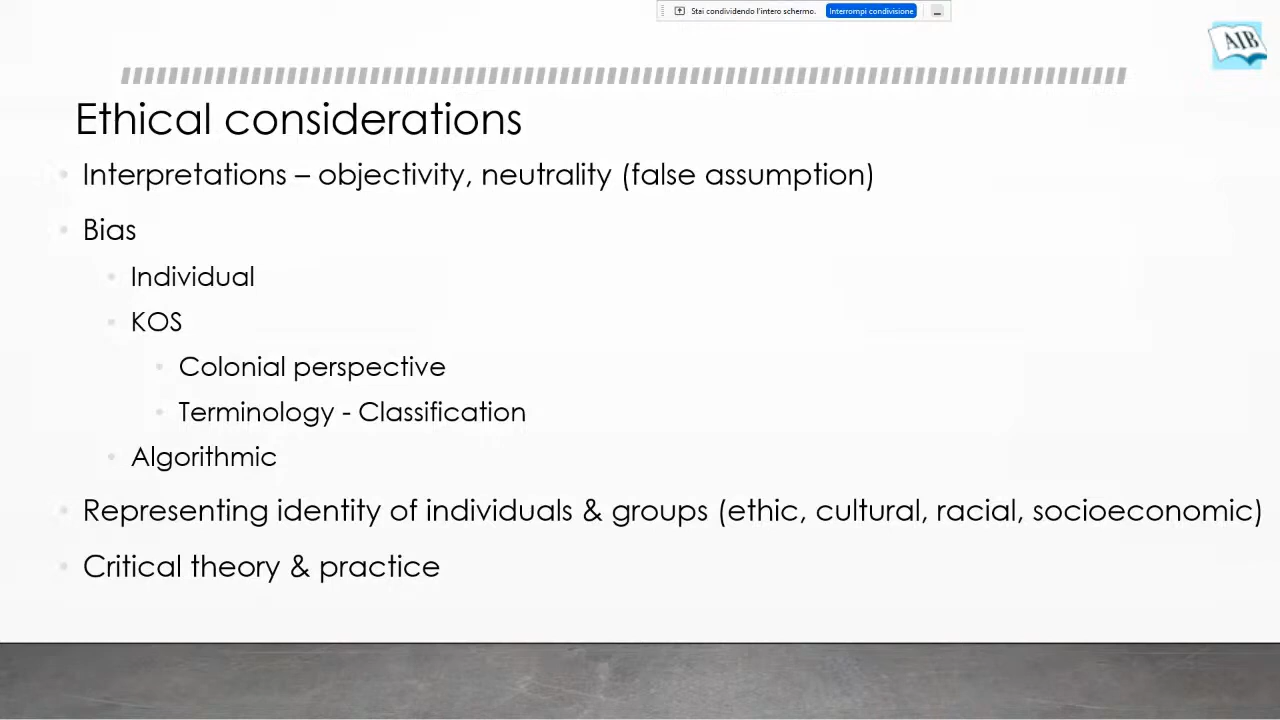 Stai condividendo l'intero schermo. Interrompi condivisione
AIB
Ethical considerations
Interpretations – objectivity, neutrality (false assumption)
Bias
Individual
KOS
Colonial perspective
Terminology - Classification
Algorithmic
Representing identity of individuals & groups (ethic, cultural, racial, socioeconomic)
Critical theory & practice